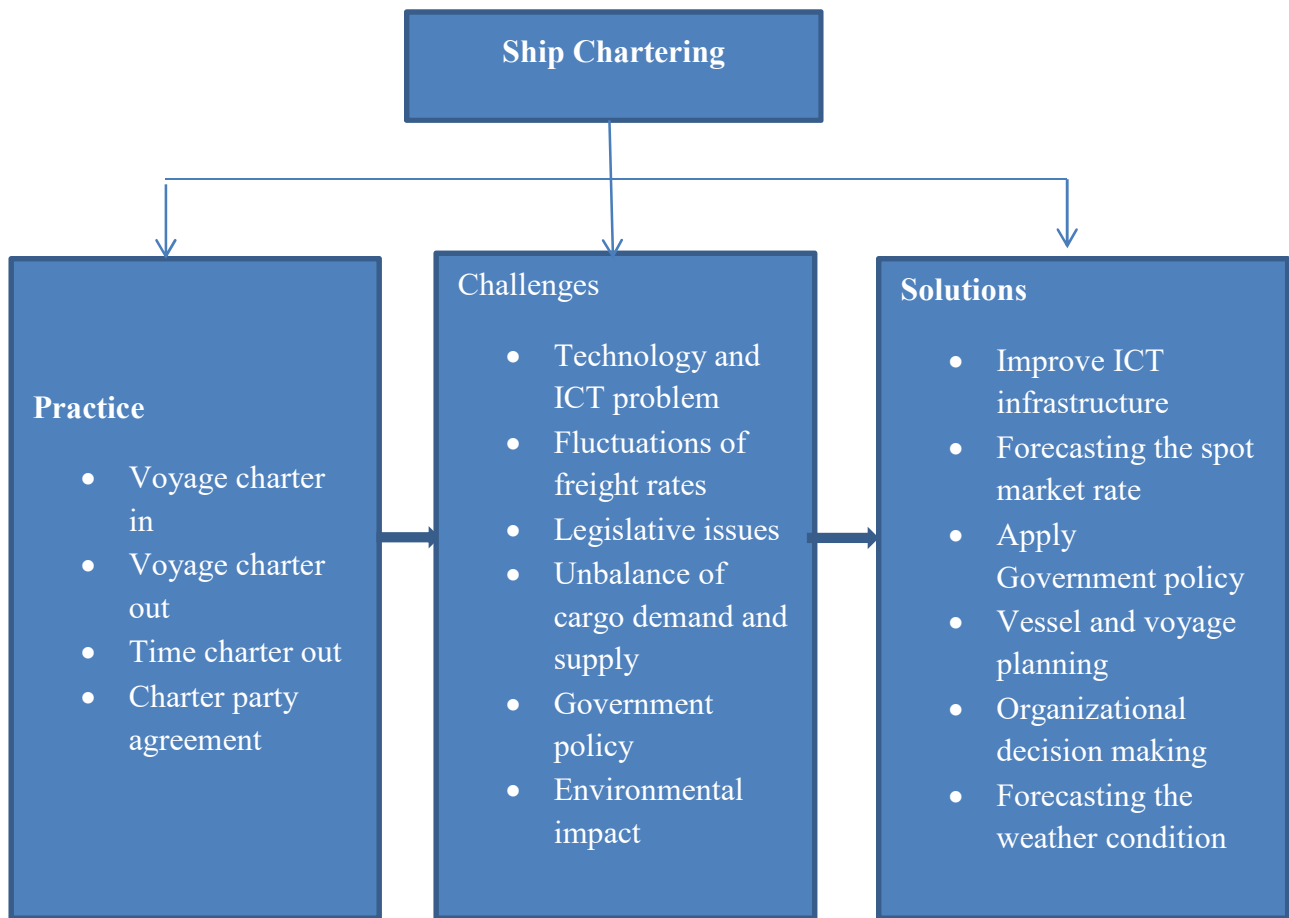 Ship Chartering
Practice
• Voyage charter
in
• Voyage charter
out
• Time charter out
• Charter party
agreement
Challenges
• Technology and
ICT problem
• Fluctuations of
freight rates
• Legislative issues
• Unbalance of
cargo demand and
supply
• Government
policy
• Environmental
impact
Solutions
• Improve ICT
infrastructure
• Forecasting the spot
market rate
• Apply
Government policy
• Vessel and voyage
planning
• Organizational
decision making
• Forecasting the
weather condition